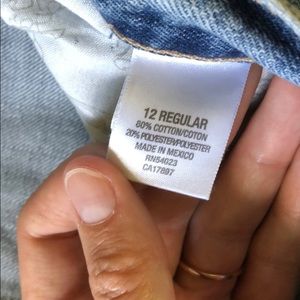 12 REGULAR
80% COTTON/COTON
20% POLYESTER/POLYESTER
MADE IN MEXICO
RN54023
CA17897